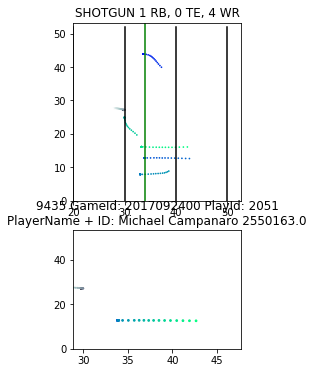 SHOTGUN 1 RB, 0 TE, 4 WR
50
40
30
20
10
0
20 30 40 50
9435 GameId: 2017092400 PlayId: 2051
PlayerName + ID: Michael Campanaro 2550163.0
40
20
0
30 35 40 45